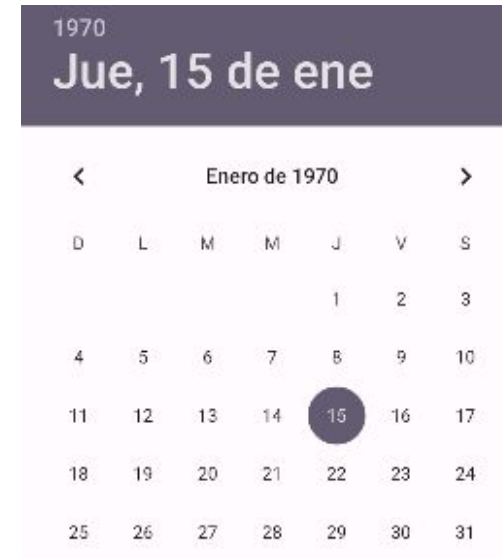 1970
Jue, 15 de ene
< Enero de 1970 >
D L M M J V S
1 2 3
4 5 6 7 8 9 10
11 12 13 14 15 16 17
18 19 20 21 22 23 24
25 26 27 28 29 30 31